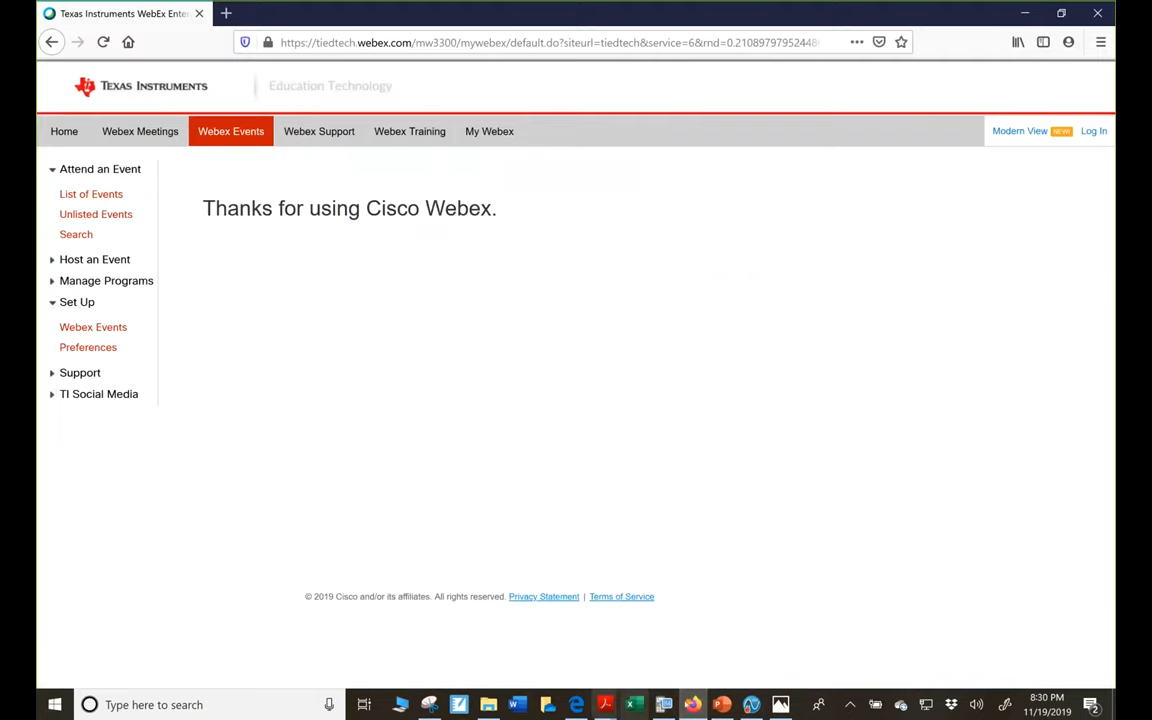 Texas Instruments WebEx Enter
https://tiedtech.webex.com/mw3300/mywebex/default.do?siteurl=tiedtech&service=6&rnd=0.21089797952448
TEXAS INSTRUMENTS
Education Technology
Home Webex Meetings Webex Events Webex Support Webex Training My Webex Modern View NEW! Log In
Attend an Event
List of Events
Unlisted Events
Search
Host an Event
Manage Programs
Set Up
Webex Events
Preferences
Support
TI Social Media
Thanks for using Cisco Webex.
© 2019 Cisco and/or its affiliates. All rights reserved. Privacy Statement | Terms of Service
Type here to search
8:30 PM
11/19/2019
2